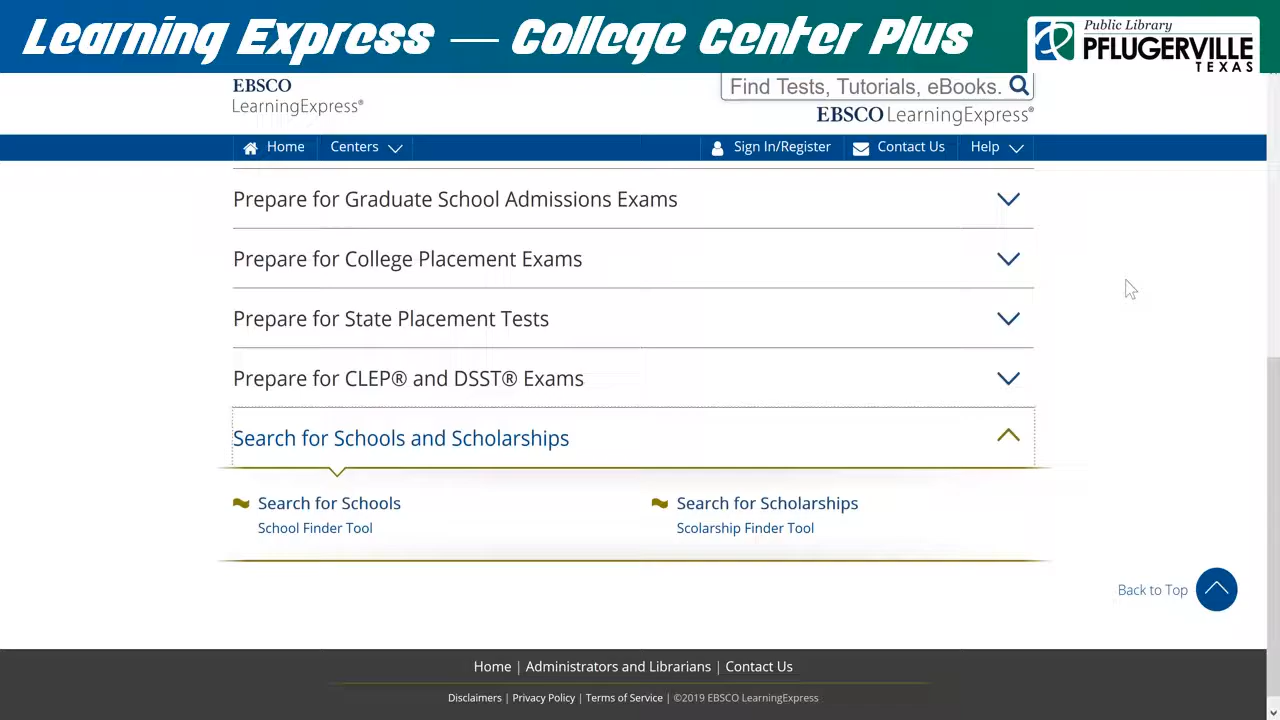 Learning Express — College Center Plus
Public Library
PFLUGERVILLE
TEXAS
EBSCO
LearningExpress®
Find Tests, Tutorials, eBooks.
EBSCO LearningExpress®
Home
Centers
Sign In/Register
Contact Us
Help
Prepare for Graduate School Admissions Exams
Prepare for College Placement Exams
Prepare for State Placement Tests
Prepare for CLEP® and DSST® Exams
Search for Schools and Scholarships
Search for Schools
School Finder Tool
Search for Scholarships
Scolarship Finder Tool
Back to Top
Home | Administrators and Librarians | Contact Us
Disclaimers | Privacy Policy | Terms of Service | ©2019 EBSCO LearningExpress